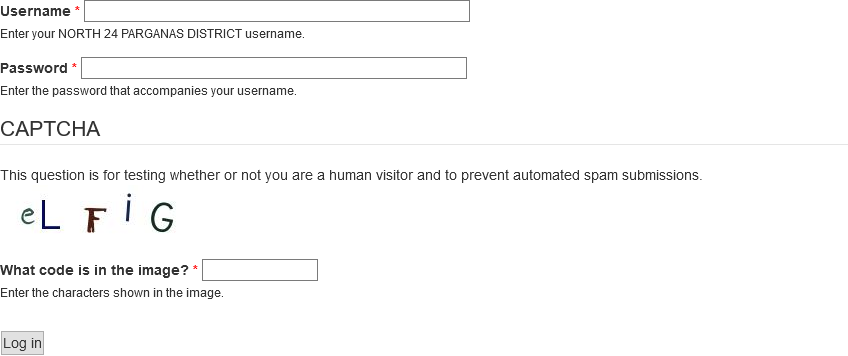 Username *
Enter your NORTH 24 PARGANAS DISTRICT username.
Password *
Enter the password that accompanies your username.
CAPTCHA
This question is for testing whether or not you are a human visitor and to prevent automated spam submissions.
eL F i G
What code is in the image? *
Enter the characters shown in the image.
Log in